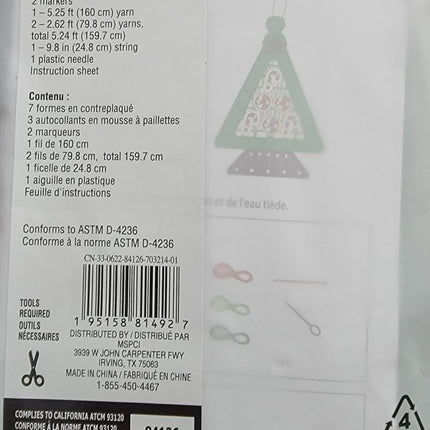 2 markers
1 – 5.25 ft (160 cm) yarn
2 – 2.62 ft (79.8 cm) yarns,
total 5.24 ft (159.7 cm)
1 – 9.8 in (24.8 cm) string
1 plastic needle
Instruction sheet
Contenu :
7 formes en contreplaqué
3 autocollants en mousse à paillettes
2 marqueurs
1 fil de 160 cm
2 fils de 79.8 cm, total 159.7 cm
1 ficelle de 24.8 cm
1 aiguille en plastique
Feuille d'instructions
et de l'eau tiède.
Conforms to ASTM D-4236
Conforme à la norme ASTM D-4236
CN-33-0622-84126-703214-01
1 95158 81492 7
TOOLS
REQUIRED
OUTILS
NÉCESSAIRES
DISTRIBUTED BY / DISTRIBUÉ PAR
MSPCI
3939 W JOHN CARPENTER FWY
IRVING, TX 75063
MADE IN CHINA / FABRIQUÉ EN CHINE
1-855-450-4467
COMPLIES TO CALIFORNIA ATCM 93120
CONFORME À LA NORME ATCM 93120
84126
4